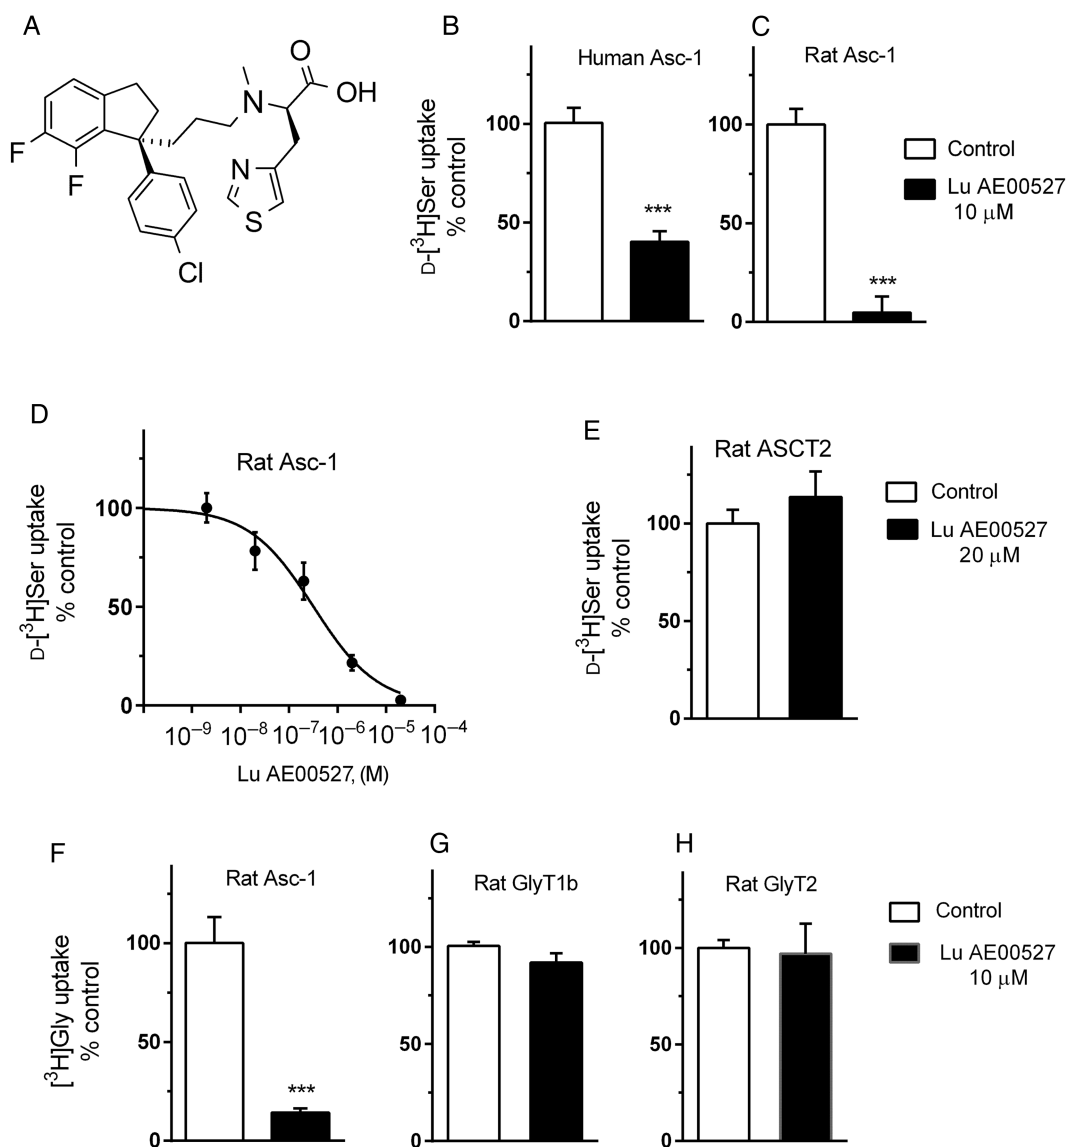 A
O
OH
N
N
S
F
F
Cl
B
Human Asc-1
D-[³H]Ser uptake
% control
100
50
0
***
C
Rat Asc-1
100
50
0
***
Control
Lu AE00527
10 μM
D
Rat Asc-1
D-[³H]Ser uptake
% control
100
50
0
10⁻⁹ 10⁻⁸ 10⁻⁷ 10⁻⁶ 10⁻⁵ 10⁻⁴
Lu AE00527, (M)
E
Rat ASCT2
D-[³H]Ser uptake
% control
100
50
0
Control
Lu AE00527
20 μM
F
Rat Asc-1
[³H]Gly uptake
% control
100
50
0
***
G
Rat GlyT1b
100
50
0
H
Rat GlyT2
100
50
0
Control
Lu AE00527
10 μM